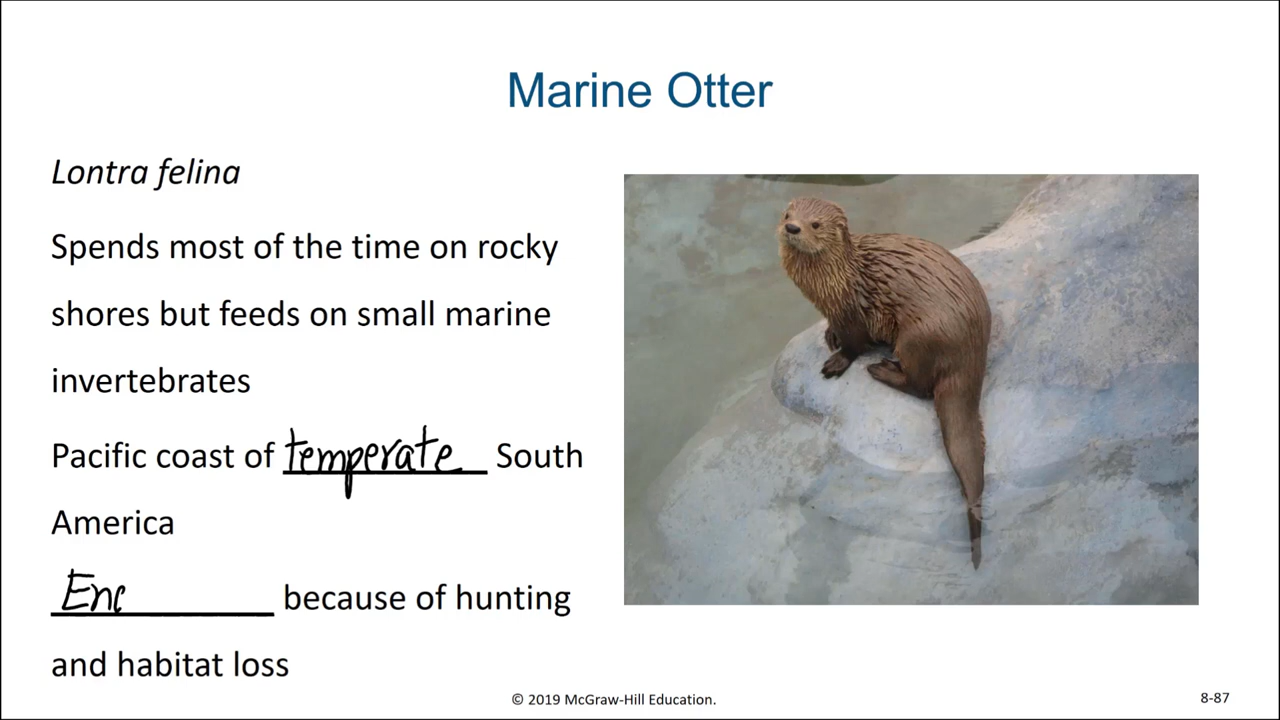 Marine Otter
Lontra felina
Spends most of the time on rocky
shores but feeds on small marine
invertebrates
Pacific coast of temperate South
America
Enc because of hunting
and habitat loss
© 2019 McGraw-Hill Education.
8-87